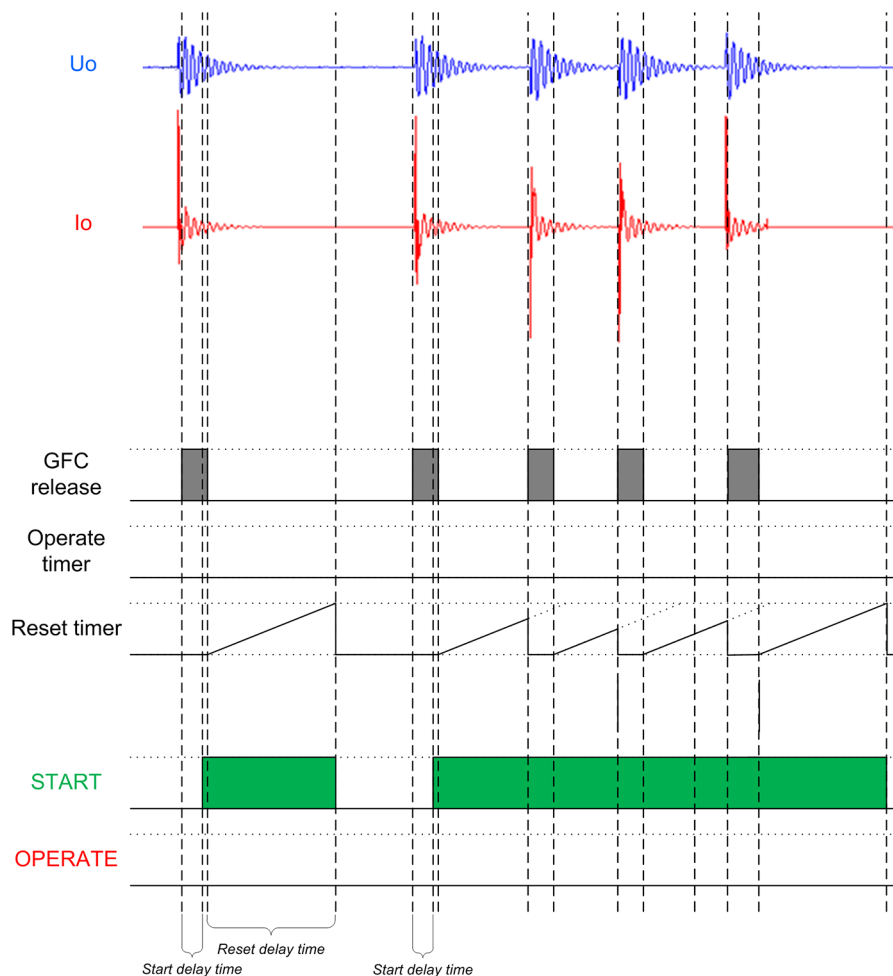 Uo
Io
GFC
release
Operate
timer
Reset timer
START
OPERATE
Reset delay time
Start delay time
Start delay time